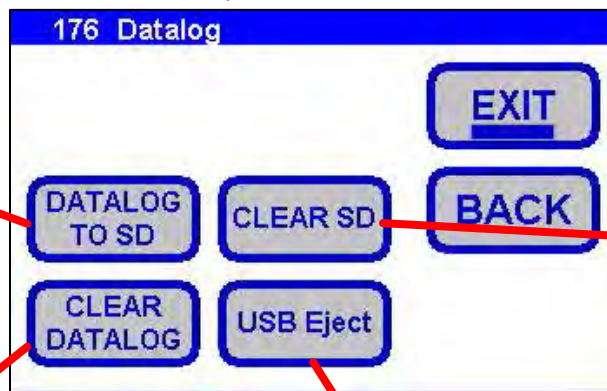 176 Datalog
EXIT
DATALOG
TO SD
CLEAR SD
BACK
CLEAR
DATALOG
USB Eject